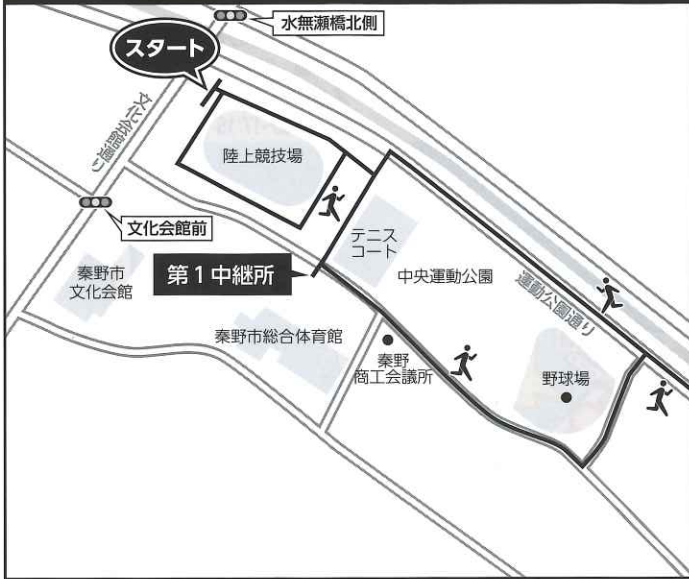 水無瀬橋北側
スタート
文化会館通り
陸上競技場
文化会館前
テニス
コート
第1中継所
中央運動公園
運動公園通り
秦野市
文化会館
秦野市総合体育館
秦野
商工会議所
野球場